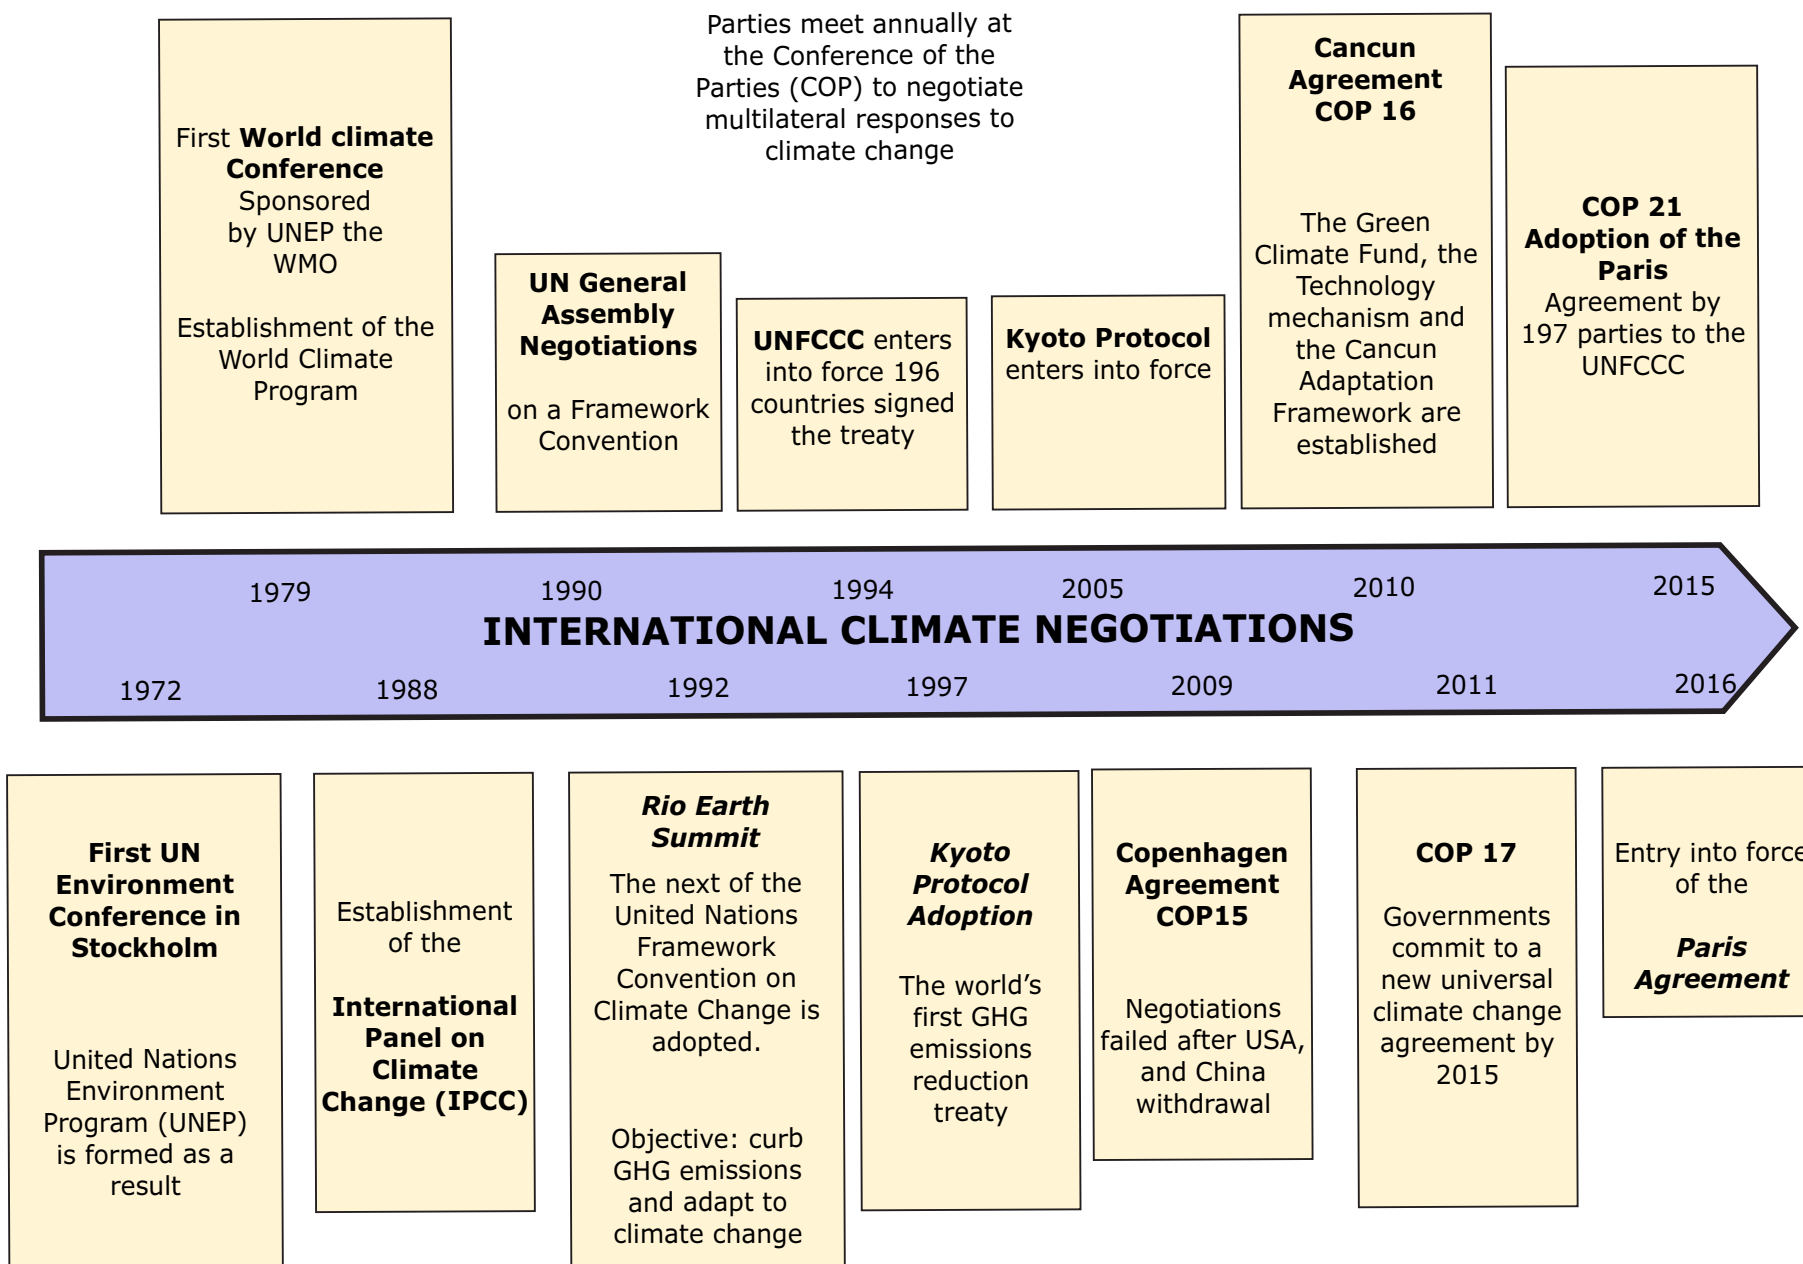 Parties meet annually at
the Conference of the
Parties (COP) to negotiate
multilateral responses to
climate change
First World climate
Conference
Sponsored
by UNEP the
WMO
Establishment of the
World Climate
Program
UN General
Assembly
Negotiations
on a Framework
Convention
UNFCCC enters
into force 196
countries signed
the treaty
Kyoto Protocol
enters into force
Cancun
Agreement
COP 16
The Green
Climate Fund, the
Technology
mechanism and
the Cancun
Adaptation
Framework are
established
COP 21
Adoption of the
Paris
Agreement by
197 parties to the
UNFCCC
1979 1990 1994 2005 2010 2015
INTERNATIONAL CLIMATE NEGOTIATIONS
1972 1988 1992 1997 2009 2011 2016
First UN
Environment
Conference in
Stockholm
United Nations
Environment
Program (UNEP)
is formed as a
result
Establishment
of the
International
Panel on
Climate
Change (IPCC)
Rio Earth
Summit
The next of the
United Nations
Framework
Convention on
Climate Change is
adopted.
Objective: curb
GHG emissions
and adapt to
climate change
Kyoto
Protocol
Adoption
The world's
first GHG
emissions
reduction
treaty
Copenhagen
Agreement
COP15
Negotiations
failed after USA,
and China
withdrawal
COP 17
Governments
commit to a
new universal
climate change
agreement by
2015
Entry into force
of the
Paris
Agreement